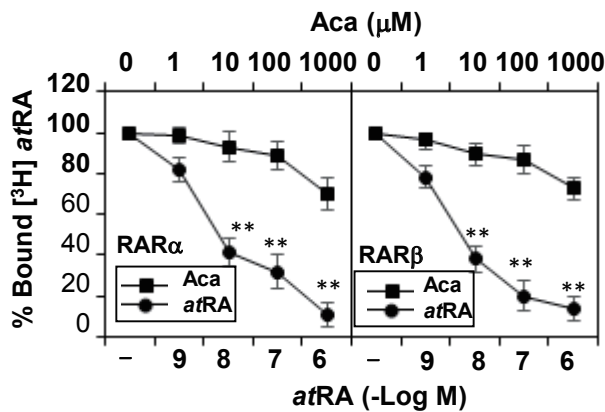 Aca (μM)
0 1 10 100 1000 0 1 10 100 1000
120
100
80
60
40
20
0
% Bound [³H] atRA
** ** **
** ** **
RARα
Aca
atRA
RARβ
Aca
atRA
– 9 8 7 6 – 9 8 7 6
atRA (-Log M)